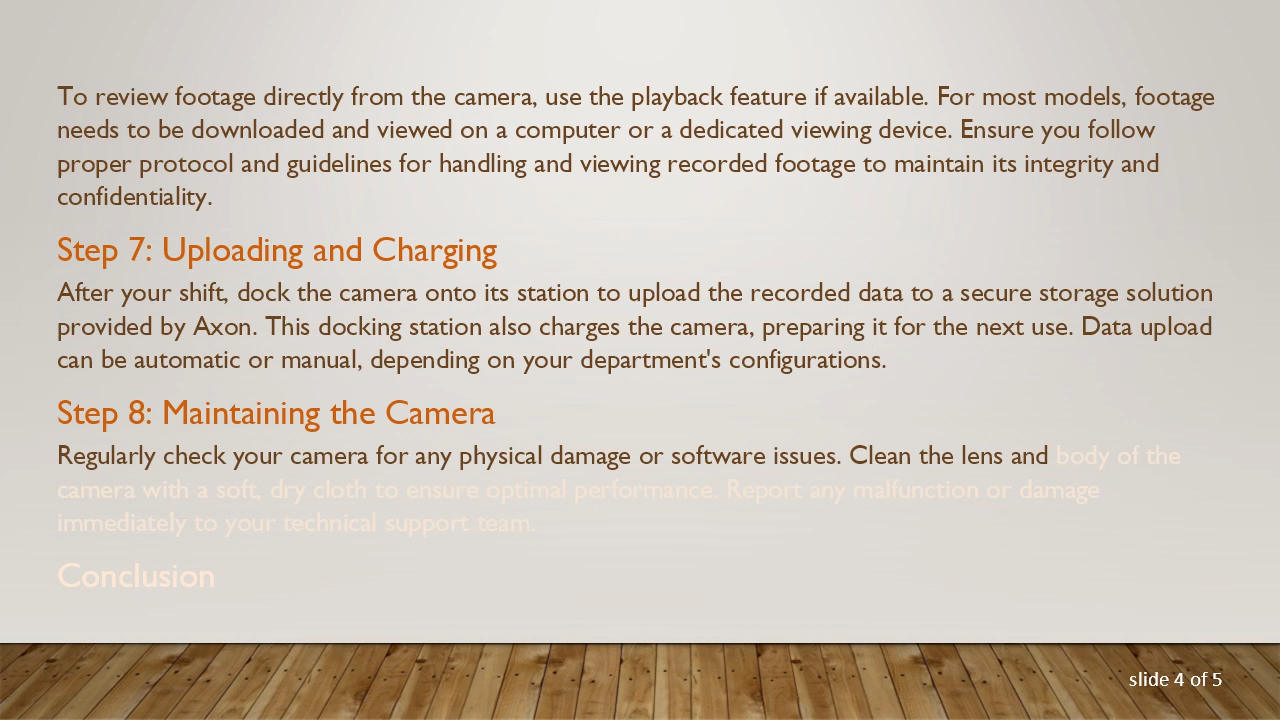 To review footage directly from the camera, use the playback feature if available. For most models, footage
needs to be downloaded and viewed on a computer or a dedicated viewing device. Ensure you follow
proper protocol and guidelines for handling and viewing recorded footage to maintain its integrity and
confidentiality.
Step 7: Uploading and Charging
After your shift, dock the camera onto its station to upload the recorded data to a secure storage solution
provided by Axon. This docking station also charges the camera, preparing it for the next use. Data upload
can be automatic or manual, depending on your department's configurations.
Step 8: Maintaining the Camera
Regularly check your camera for any physical damage or software issues. Clean the lens and body of the
camera with a soft, dry cloth to ensure optimal performance. Report any malfunction or damage
immediately to your technical support team.
Conclusion
slide 4 of 5